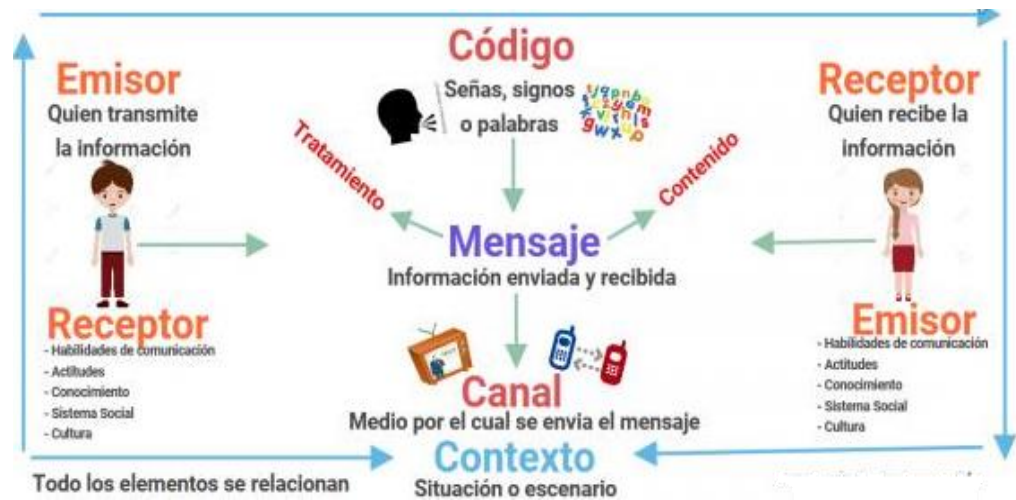 Código
Señas, signos
o palabras
Emisor
Quien transmite
la información
Receptor
Quien recibe la
información
Tratamiento
Contenido
Mensaje
Información enviada y recibida
Receptor
- Habilidades de comunicación
- Actitudes
- Conocimiento
- Sistema Social
- Cultura
Emisor
- Habilidades de comunicación
- Actitudes
- Conocimiento
- Sistema Social
- Cultura
Canal
Medio por el cual se envia el mensaje
Contexto
Situación o escenario
Todo los elementos se relacionan